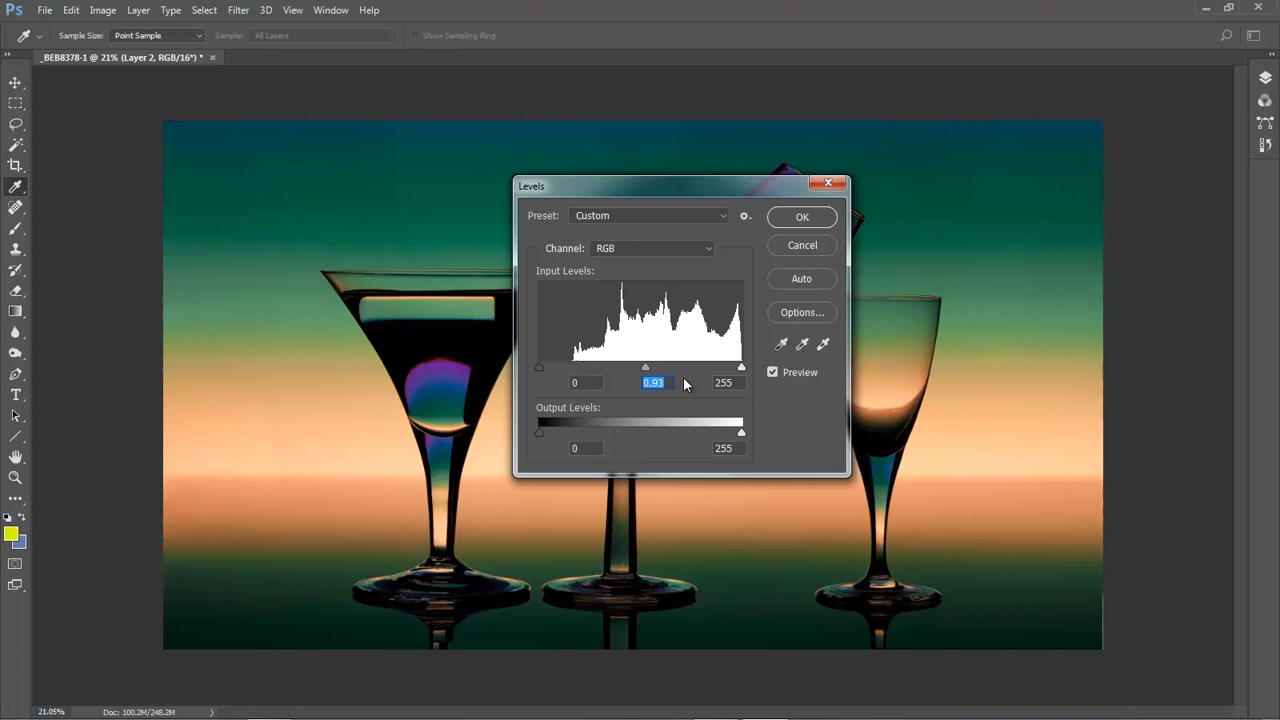 Ps File Edit Image Layer Type Select Filter 3D View Window Help
Sample Size: Point Sample Sample: All Layers Show Sampling Ring
_BEB8378-1 @ 21% (Layer 2, RGB/16*) *
Levels
Preset: Custom OK
Channel: RGB Cancel
Input Levels: Auto
Options...
Preview
0 0.93 255
Output Levels:
0 255
T
21.05% Doc: 100.2M/248.2M